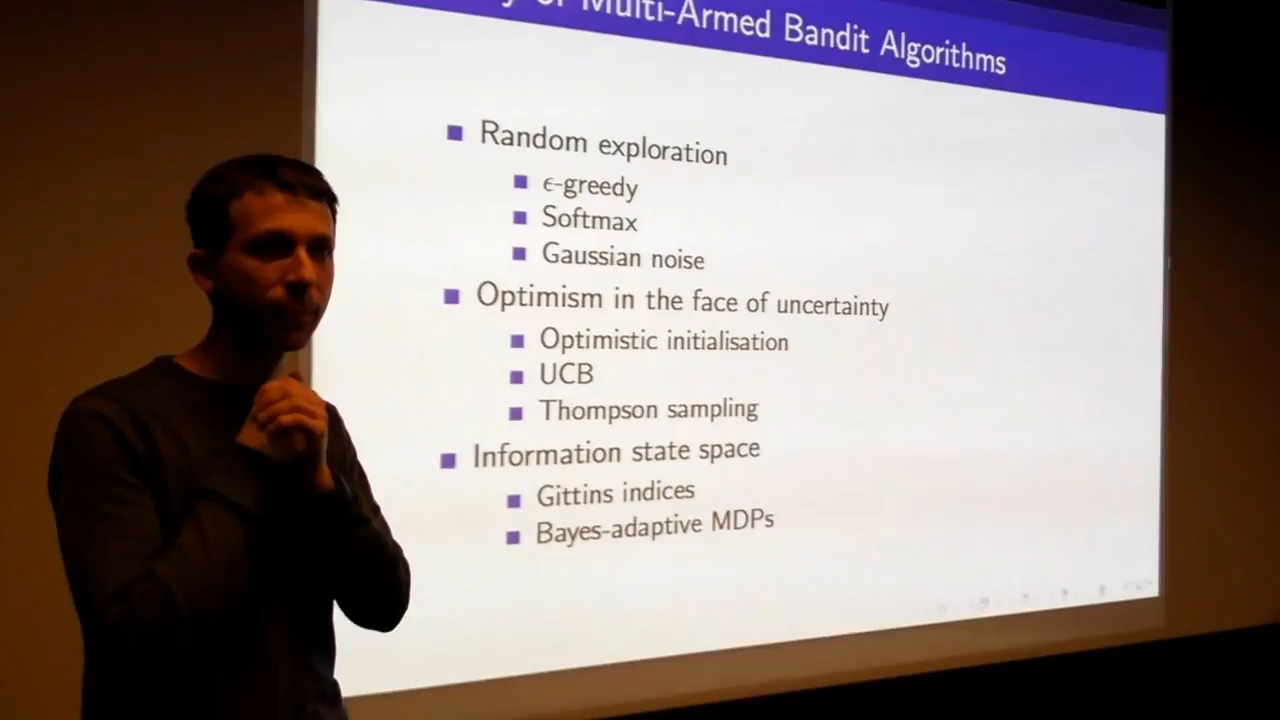 of Multi-Armed Bandit Algorithms
Random exploration
ϵ-greedy
Softmax
Gaussian noise
Optimism in the face of uncertainty
Optimistic initialisation
UCB
Thompson sampling
Information state space
Gittins indices
Bayes-adaptive MDPs